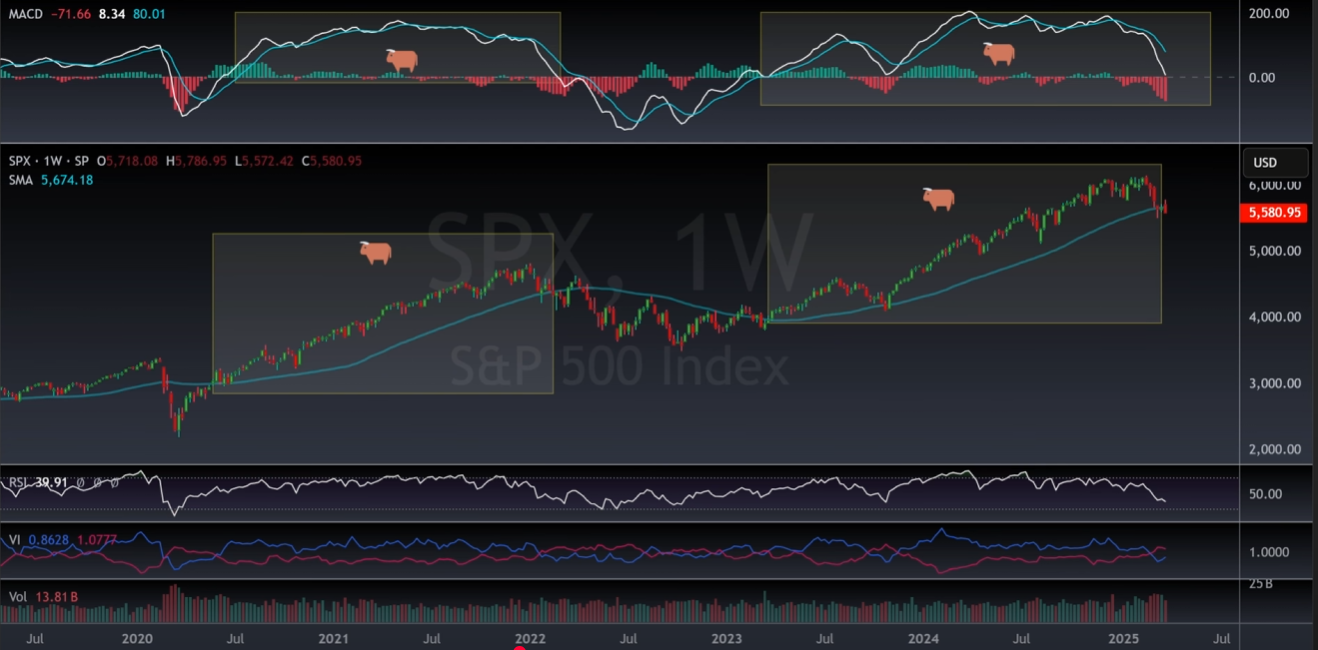 MACD -71.66 8.34 80.01
200.00
0.00
SPX · 1W · SP O5,718.08 H5,786.95 L5,572.42 C5,580.95
SMA 5,674.18
USD
6,000.00
5,580.95
SPX, 1W
5,000.00
4,000.00
S&P 500 Index
3,000.00
2,000.00
RSI 39.91 ∅ ∅ ∅
50.00
VI 0.8628 1.0777
1.0000
25 B
Vol 13.81 B
Jul 2020 Jul 2021 Jul 2022 Jul 2023 Jul 2024 Jul 2025 Jul